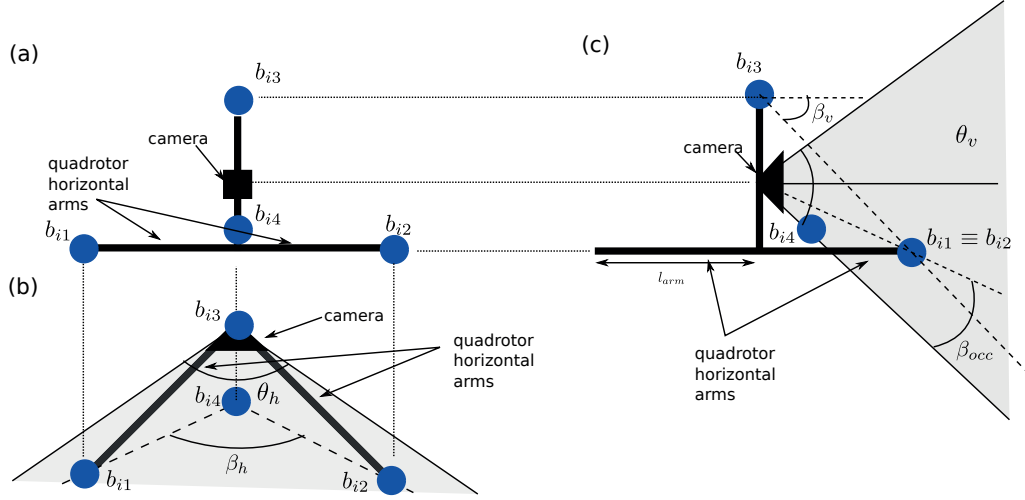 (a)
b_{i3}
camera
quadrotor
horizontal
arms
b_{i4}
b_{i1}
b_{i2}
(b)
b_{i3}
camera
quadrotor
horizontal
arms
θ_h
b_{i4}
β_h
b_{i1}
b_{i2}
(c)
b_{i3}
β_v
θ_v
camera
b_{i4}
b_{i1} ≡ b_{i2}
l_{arm}
β_{occ}
quadrotor
horizontal
arms